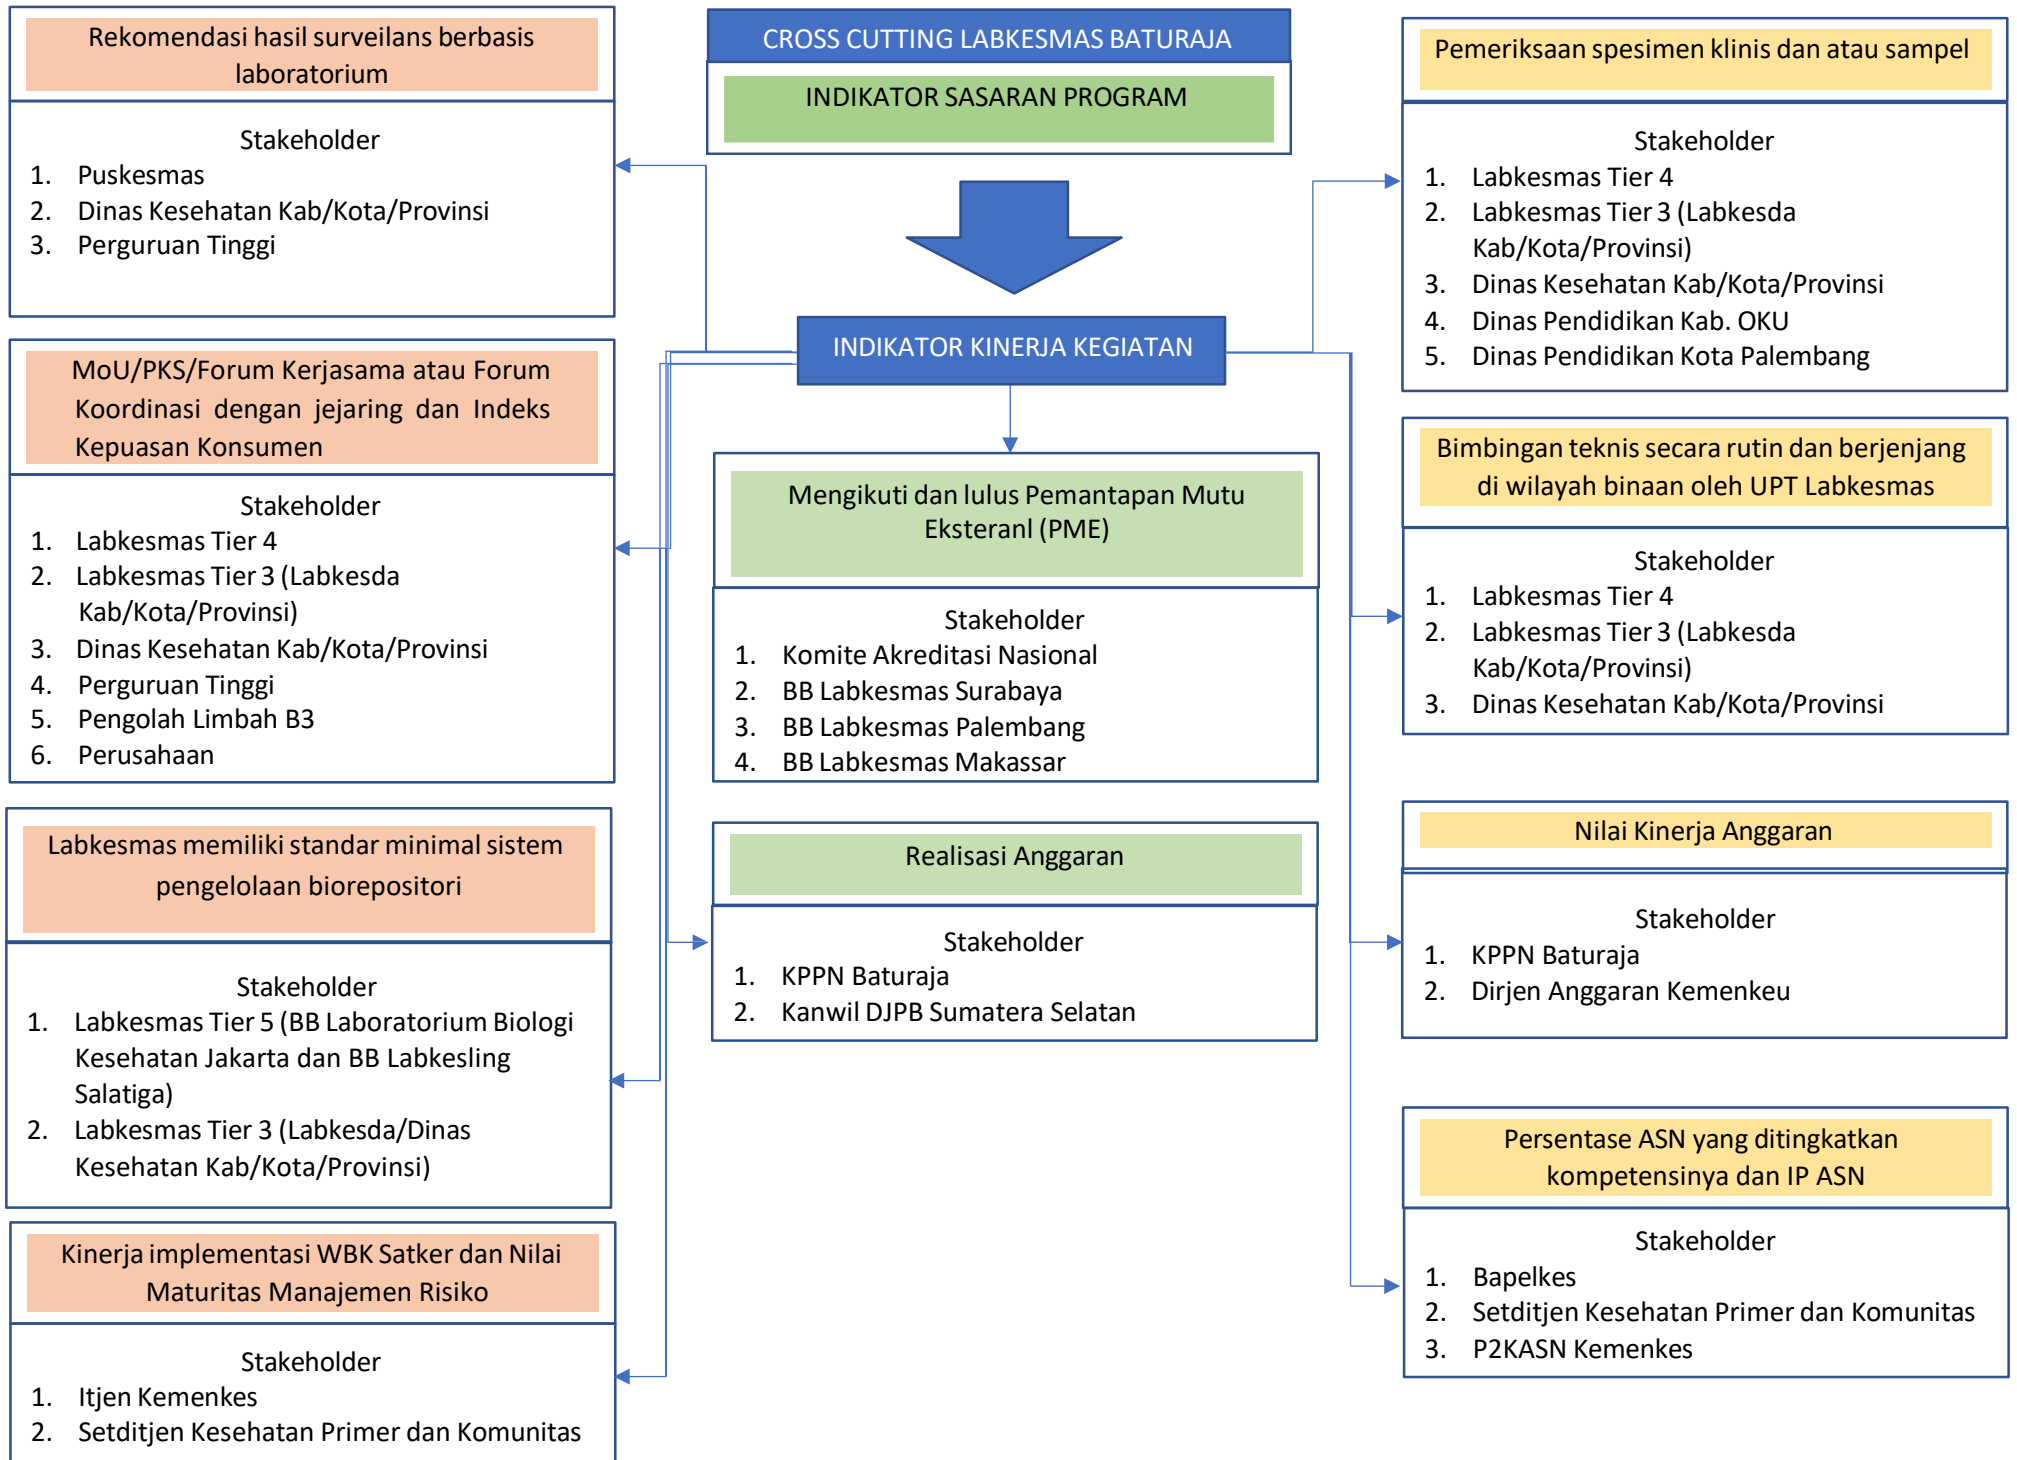 CROSS CUTTING LABKESMAS BATURAJA
INDIKATOR SASARAN PROGRAM
INDIKATOR KINERJA KEGIATAN
Rekomendasi hasil surveilans berbasis
laboratorium
Stakeholder
1. Puskesmas
2. Dinas Kesehatan Kab/Kota/Provinsi
3. Perguruan Tinggi
MoU/PKS/Forum Kerjasama atau Forum
Koordinasi dengan jejaring dan Indeks
Kepuasan Konsumen
Stakeholder
1. Labkesmas Tier 4
2. Labkesmas Tier 3 (Labkesda
Kab/Kota/Provinsi)
3. Dinas Kesehatan Kab/Kota/Provinsi
4. Perguruan Tinggi
5. Pengolah Limbah B3
6. Perusahaan
Labkesmas memiliki standar minimal sistem
pengelolaan biorepositori
Stakeholder
1. Labkesmas Tier 5 (BB Laboratorium Biologi
Kesehatan Jakarta dan BB Labkesling
Salatiga)
2. Labkesmas Tier 3 (Labkesda/Dinas
Kesehatan Kab/Kota/Provinsi)
Kinerja implementasi WBK Satker dan Nilai
Maturitas Manajemen Risiko
Stakeholder
1. Itjen Kemenkes
2. Setditjen Kesehatan Primer dan Komunitas
Mengikuti dan lulus Pemantapan Mutu
Eksteranl (PME)
Stakeholder
1. Komite Akreditasi Nasional
2. BB Labkesmas Surabaya
3. BB Labkesmas Palembang
4. BB Labkesmas Makassar
Realisasi Anggaran
Stakeholder
1. KPPN Baturaja
2. Kanwil DJPB Sumatera Selatan
Pemeriksaan spesimen klinis dan atau sampel
Stakeholder
1. Labkesmas Tier 4
2. Labkesmas Tier 3 (Labkesda
Kab/Kota/Provinsi)
3. Dinas Kesehatan Kab/Kota/Provinsi
4. Dinas Pendidikan Kab. OKU
5. Dinas Pendidikan Kota Palembang
Bimbingan teknis secara rutin dan berjenjang
di wilayah binaan oleh UPT Labkesmas
Stakeholder
1. Labkesmas Tier 4
2. Labkesmas Tier 3 (Labkesda
Kab/Kota/Provinsi)
3. Dinas Kesehatan Kab/Kota/Provinsi
Nilai Kinerja Anggaran
Stakeholder
1. KPPN Baturaja
2. Dirjen Anggaran Kemenkeu
Persentase ASN yang ditingkatkan
kompetensinya dan IP ASN
Stakeholder
1. Bapelkes
2. Setditjen Kesehatan Primer dan Komunitas
3. P2KASN Kemenkes